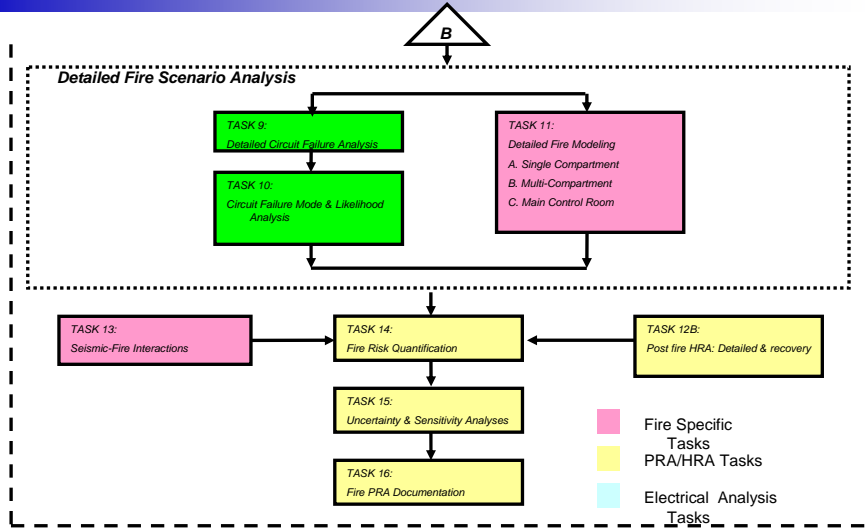 B
Detailed Fire Scenario Analysis
TASK 9:
Detailed Circuit Failure Analysis
TASK 10:
Circuit Failure Mode & Likelihood
Analysis
TASK 11:
Detailed Fire Modeling
A. Single Compartment
B. Multi-Compartment
C. Main Control Room
TASK 13:
Seismic-Fire Interactions
TASK 14:
Fire Risk Quantification
TASK 12B:
Post fire HRA: Detailed & recovery
TASK 15:
Uncertainty & Sensitivity Analyses
TASK 16:
Fire PRA Documentation
Fire Specific
Tasks
PRA/HRA Tasks
Electrical Analysis
Tasks